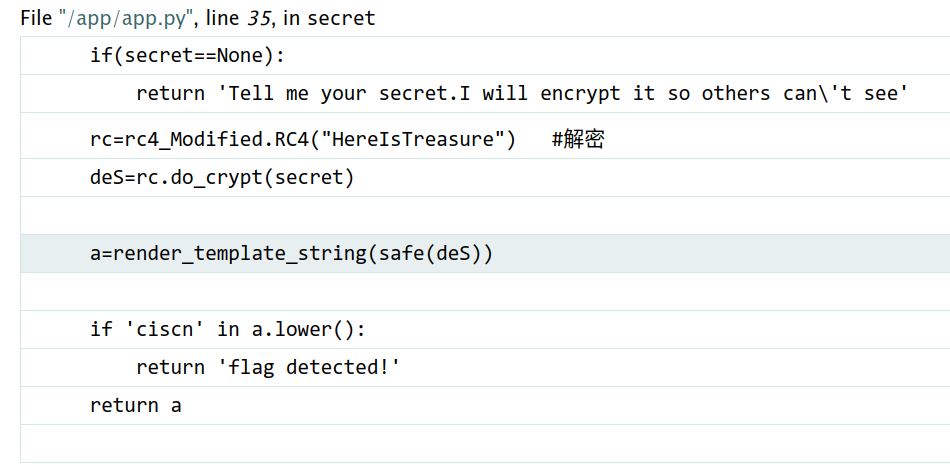 File "/app/app.py", line 35, in secret
if(secret==None):
return 'Tell me your secret.I will encrypt it so others can\'t see'
rc=rc4_Modified.RC4("HereIsTreasure")   #解密
deS=rc.do_crypt(secret)
a=render_template_string(safe(deS))
if 'ciscn' in a.lower():
return 'flag detected!'
return a